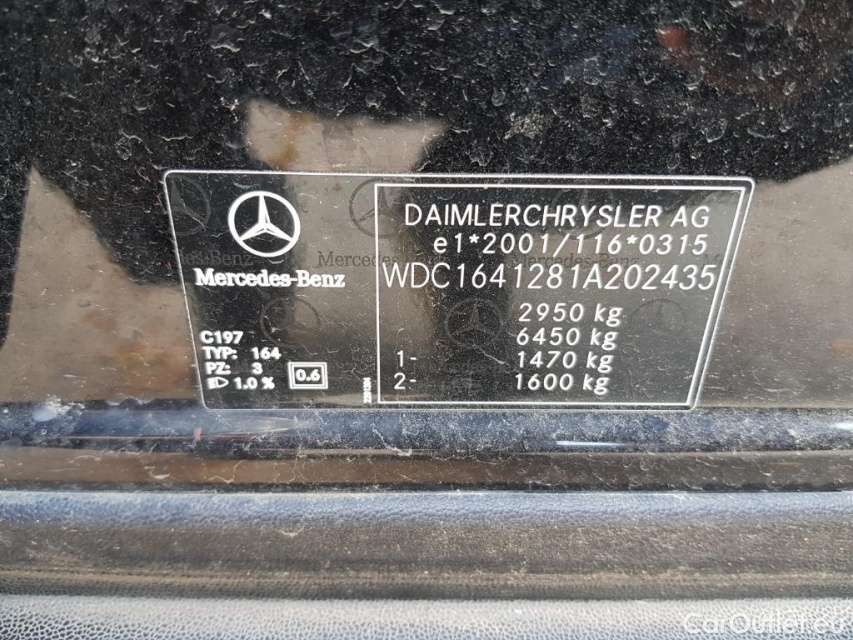 Mercedes-Benz
C197
TYP: 164
PZ: 3
1.0 %
0.6
DAIMLERCHRYSLER AG
e1*2001/116*0315
WDC1641281A202435
2950 kg
6450 kg
1- 1470 kg
2- 1600 kg
CarOutlet.eu